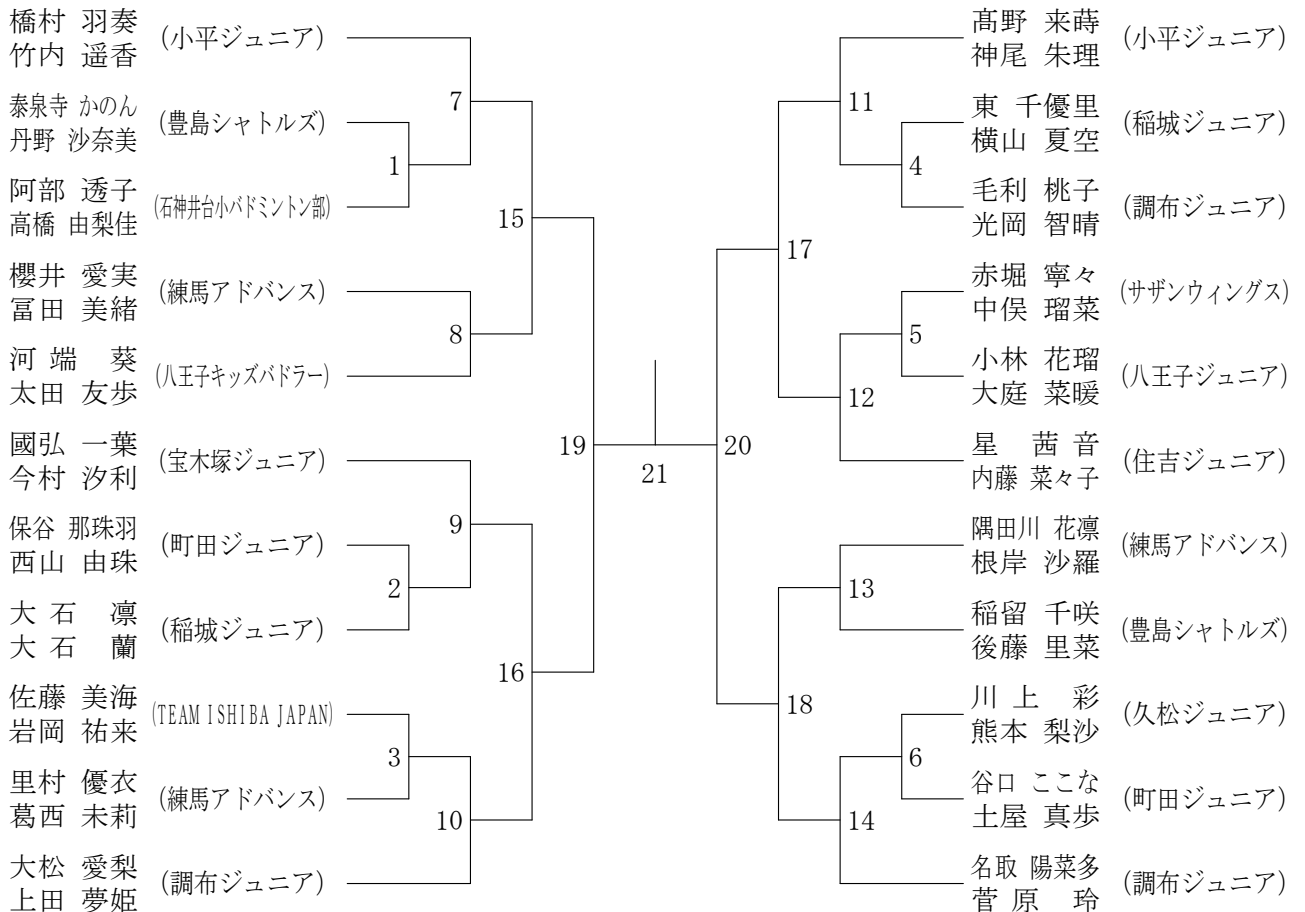 橋村 羽奏
竹内 遥香
(小平ジュニア)
泰泉寺 かのん
丹野 沙奈美
(豊島シャトルズ)
阿部 透子
高橋 由梨佳
(石神井台小バドミントン部)
櫻井 愛実
冨田 美緒
(練馬アドバンス)
河端 葵
太田 友歩
(八王子キッズバドラー)
國弘 一葉
今村 汐利
(宝木塚ジュニア)
保谷 那珠羽
西山 由珠
(町田ジュニア)
大石 凛
大石 蘭
(稲城ジュニア)
佐藤 美海
岩岡 祐来
(TEAM ISHIBA JAPAN)
里村 優衣
葛西 未莉
(練馬アドバンス)
大松 愛梨
上田 夢姫
(調布ジュニア)
7
1
15
8
19
9
2
16
3
10
21
20
11
4
17
5
12
13
18
6
14
髙野 来蒔
神尾 朱理
(小平ジュニア)
東 千優里
横山 夏空
(稲城ジュニア)
毛利 桃子
光岡 智晴
(調布ジュニア)
赤堀 寧々
中俣 瑠菜
(サザンウィングス)
小林 花瑠
大庭 菜暖
(八王子ジュニア)
星 茜音
内藤 菜々子
(住吉ジュニア)
隅田川 花凛
根岸 沙羅
(練馬アドバンス)
稲留 千咲
後藤 里菜
(豊島シャトルズ)
川上 彩
熊本 梨沙
(久松ジュニア)
谷口 ここな
土屋 真歩
(町田ジュニア)
名取 陽菜多
菅原 玲
(調布ジュニア)